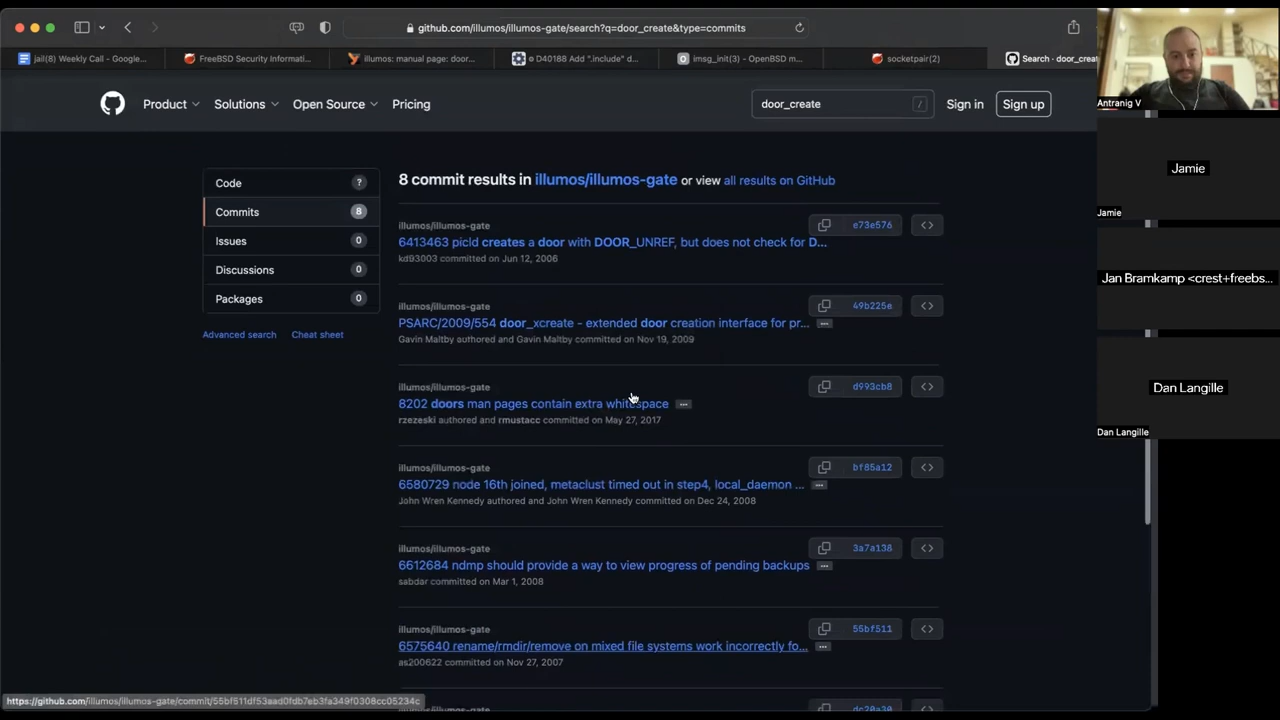 github.com/illumos/illumos-gate/search?q=door_create&type=commits
jail(8) Weekly Call - Google...
FreeBSD Security Informati...
illumos: manual page: door...
D40188 Add ".include" d...
imsg_init(3) - OpenBSD m...
socketpair(2)
Search · door_creat
Product
Solutions
Open Source
Pricing
door_create
/
Sign in
Sign up
Antranig V
Code ?
Commits 8
Issues 0
Discussions 0
Packages 0
Advanced search
Cheat sheet
8 commit results in illumos/illumos-gate or view all results on GitHub
illumos/illumos-gate
e73e576
6413463 picld creates a door with DOOR_UNREF, but does not check for D...
kd93003 committed on Jun 12, 2006
illumos/illumos-gate
49b225e
PSARC/2009/554 door_xcreate - extended door creation interface for pr...
Gavin Maltby authored and Gavin Maltby committed on Nov 19, 2009
illumos/illumos-gate
d993cb8
8202 doors man pages contain extra whitespace
rzezeski authored and rmustacc committed on May 27, 2017
illumos/illumos-gate
bf85a12
6580729 node 16th joined, metaclust timed out in step4, local_daemon ...
John Wren Kennedy authored and John Wren Kennedy committed on Dec 24, 2008
illumos/illumos-gate
3a7a138
6612684 ndmp should provide a way to view progress of pending backups
sabdar committed on Mar 1, 2008
illumos/illumos-gate
55bf511
6575640 rename/rmdir/remove on mixed file systems work incorrectly fo...
as200622 committed on Nov 27, 2007
illumos/illumos-gate
dc20a30
https://github.com/illumos/illumos-gate/commit/55bf511df53aad0fdb7eb3fa349f0308cc05234c
Jamie
Jamie
Jan Bramkamp <crest+freebs...
Dan Langille
Dan Langille